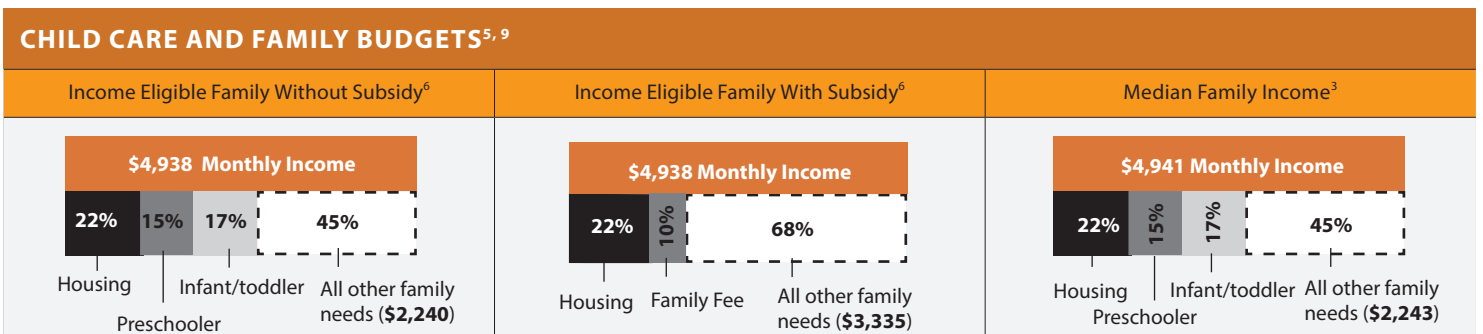 CHILD CARE AND FAMILY BUDGETS5, 9
Income Eligible Family Without Subsidy6
Income Eligible Family With Subsidy6
Median Family Income3
$4,938 Monthly Income
22% 15% 17% 45%
Housing
Preschooler
Infant/toddler
All other family
needs ($2,240)
$4,938 Monthly Income
22% 10% 68%
Housing
Family Fee
All other family
needs ($3,335)
$4,941 Monthly Income
22% 15% 17% 45%
Housing
Preschooler
Infant/toddler
All other family
needs ($2,243)